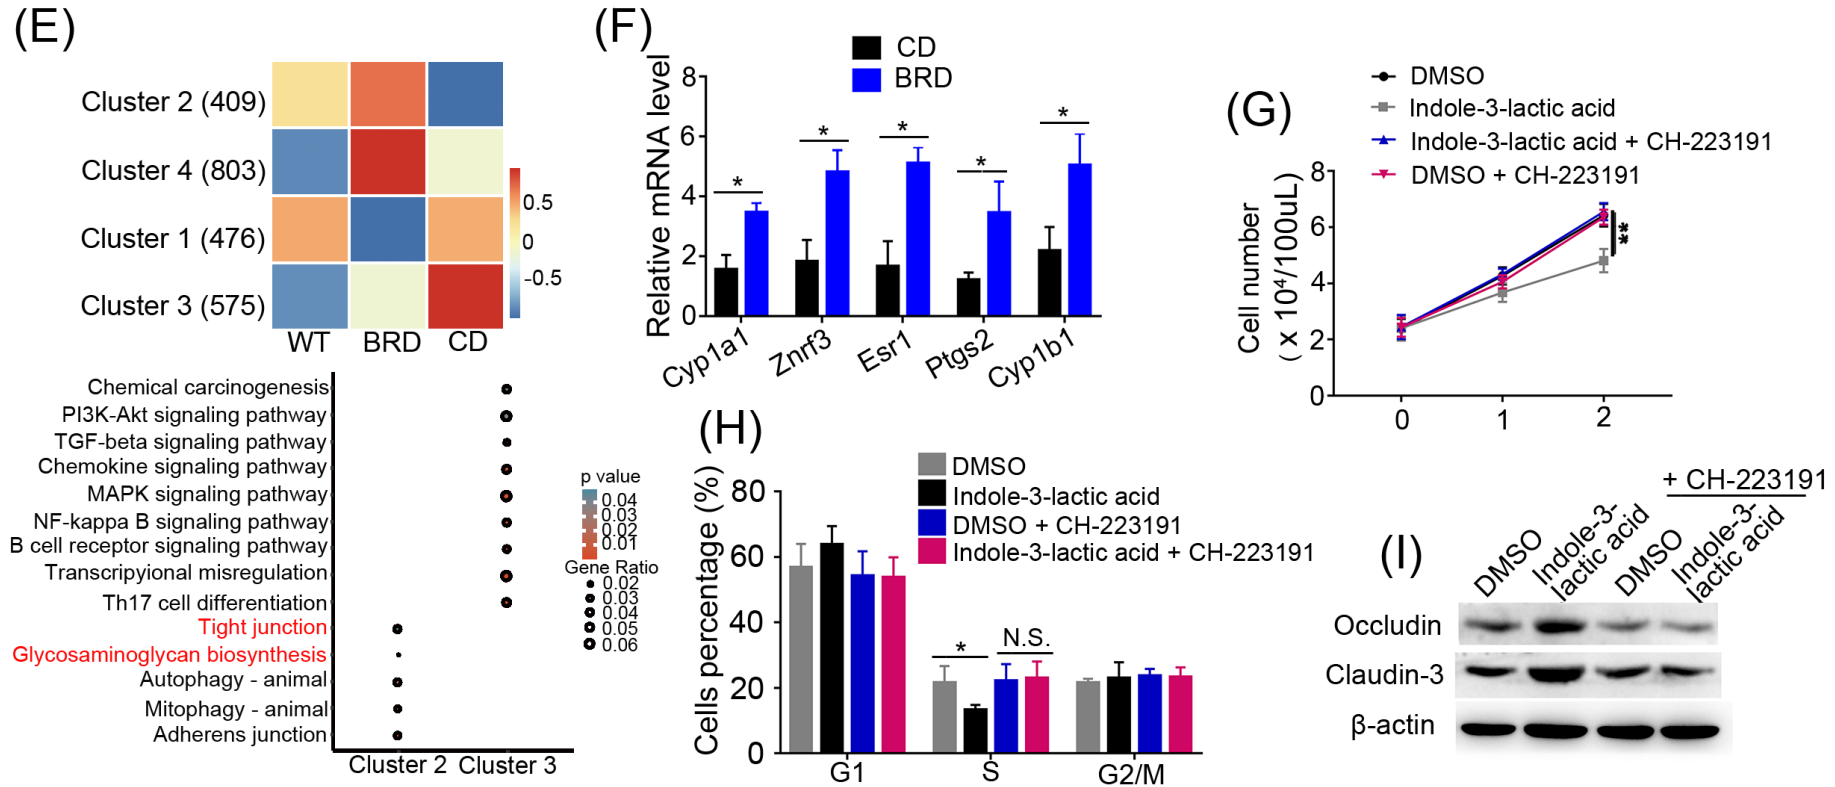 (E)
Cluster 2 (409)
Cluster 4 (803)
Cluster 1 (476)
Cluster 3 (575)
WT BRD CD
0.5
0
-0.5
Chemical carcinogenesis
PI3K-Akt signaling pathway
TGF-beta signaling pathway
Chemokine signaling pathway
MAPK signaling pathway
NF-kappa B signaling pathway
B cell receptor signaling pathway
Transcripyional misregulation
Th17 cell differentiation
Tight junction
Glycosaminoglycan biosynthesis
Autophagy - animal
Mitophagy - animal
Adherens junction
Cluster 2 Cluster 3
p value
0.04
0.03
0.02
0.01
Gene Ratio
0.02
0.03
0.04
0.05
0.06
(F)
CD
BRD
Relative mRNA level
8
6
4
2
0
* * * * *
Cyp1a1 Znrf3 Esr1 Ptgs2 Cyp1b1
(G)
DMSO
Indole-3-lactic acid
Indole-3-lactic acid + CH-223191
DMSO + CH-223191
Cell number
( x 10⁴/100uL)
8
6
4
2
0
**
0 1 2
(H)
DMSO
Indole-3-lactic acid
DMSO + CH-223191
Indole-3-lactic acid + CH-223191
Cells percentage (%)
80
60
40
20
0
* N.S.
G1 S G2/M
(I)
+ CH-223191
DMSO
Indole-3-
lactic acid
DMSO
Indole-3-
lactic acid
Occludin
Claudin-3
β-actin